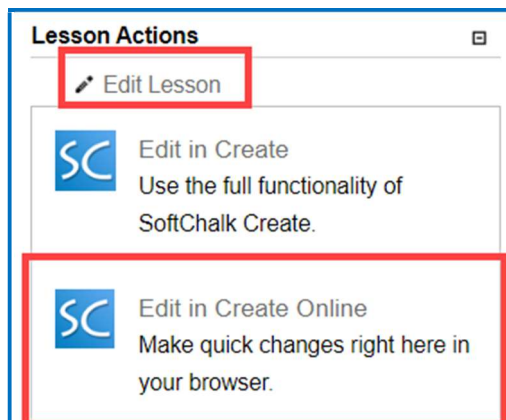 Lesson Actions
Edit Lesson
SC
Edit in Create
Use the full functionality of
SoftChalk Create.
SC
Edit in Create Online
Make quick changes right here in
your browser.